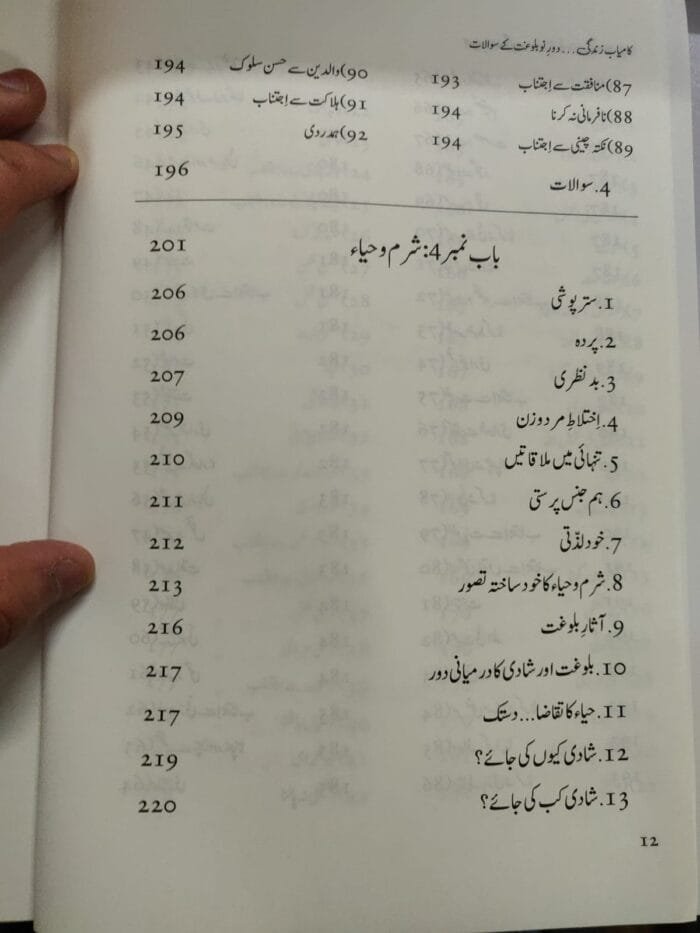 کامیاب زندگی... دورِ نوبلوغت کے سوالات
87) منافقت سے اجتناب 193
88) نافرمانی نہ کرنا 194
89) نکتہ چینی سے اجتناب 194
90) والدین سے حسن سلوک 194
91) ہلاکت سے اجتناب 194
92) ہمدردی 195
4. سوالات 196
باب نمبر 4: شرم وحیاء 201
1. ستر پوشی 206
2. پردہ 206
3. بد نظری 207
4. اِختلاطِ مرد وزن 209
5. تنہائی میں ملاقاتیں 210
6. ہم جنس پرستی 211
7. خود لذّتی 212
8. شرم وحیاء کا خود ساختہ تصور 213
9. آثارِ بلوغت 216
10. بلوغت اور شادی کا درمیانی دور 217
11. حیاء کا تقاضا... دستک 217
12. شادی کیوں کی جائے؟ 219
13. شادی کب کی جائے؟ 220
12